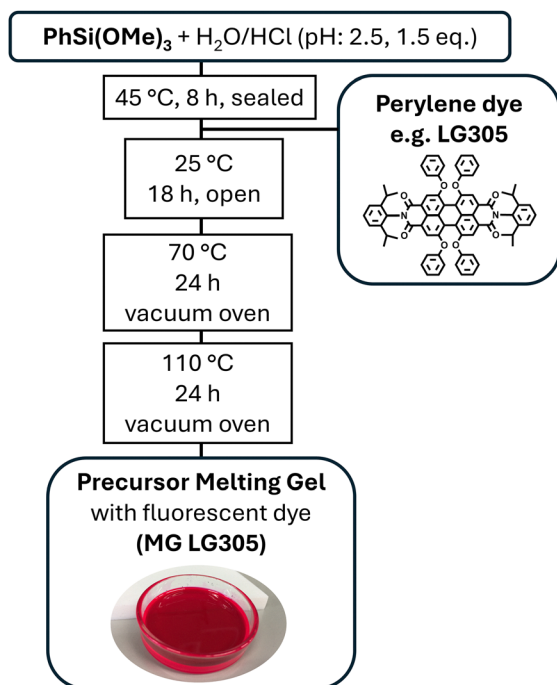 PhSi(OMe)₃ + H₂O/HCl (pH: 2.5, 1.5 eq.)
45 °C, 8 h, sealed
Perylene dye
e.g. LG305
O O
O O
N N
O O
O O
25 °C
18 h, open
70 °C
24 h
vacuum oven
110 °C
24 h
vacuum oven
Precursor Melting Gel
with fluorescent dye
(MG LG305)